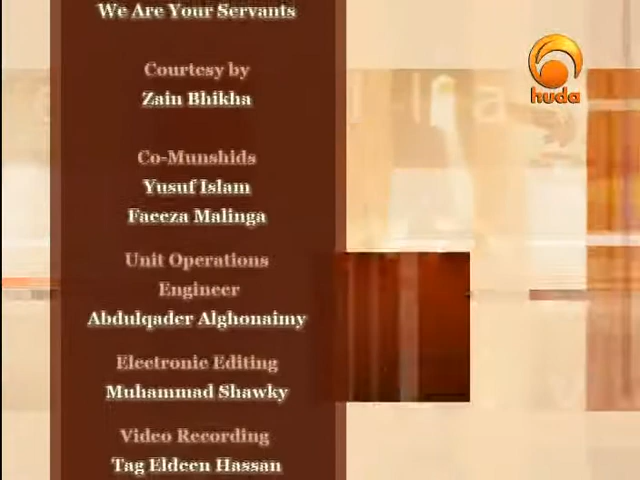 We Are Your Servants
Courtesy by
Zain Bhikha
Co-Munshids
Yusuf Islam
Faeeza Malinga
Unit Operations
Engineer
Abdulqader Alghonaimy
Electronic Editing
Muhammad Shawky
Video Recording
Tag Eldeen Hassan
huda